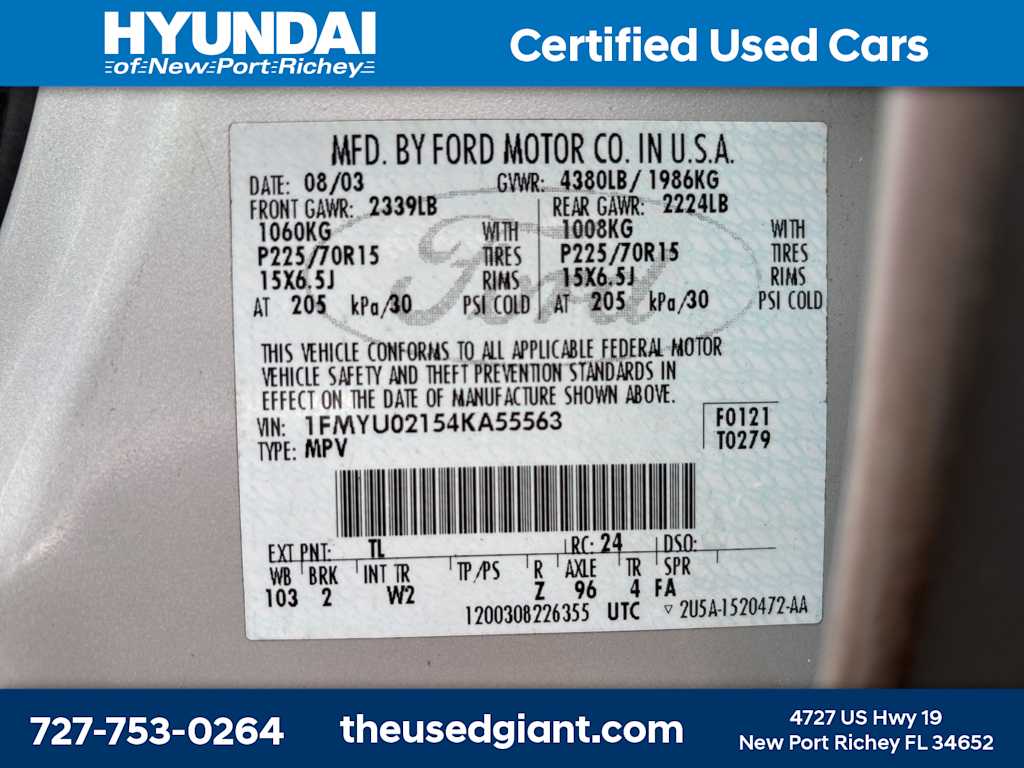 HYUNDAI
of New Port Richey
Certified Used Cars
MFD. BY FORD MOTOR CO. IN U.S.A.
DATE: 08/03 GVWR: 4380LB/ 1986KG
FRONT GAWR: 2339LB REAR GAWR: 2224LB
1060KG WITH 1008KG WITH
P225/70R15 TIRES P225/70R15 TIRES
15X6.5J RIMS 15X6.5J RIMS
AT 205 kPa/30 PSI COLD AT 205 kPa/30 PSI COLD
Ford
THIS VEHICLE CONFORMS TO ALL APPLICABLE FEDERAL MOTOR
VEHICLE SAFETY AND THEFT PREVENTION STANDARDS IN
EFFECT ON THE DATE OF MANUFACTURE SHOWN ABOVE.
VIN: 1FMYU02154KA55563 F0121
TYPE: MPV T0279
EXT PNT: TL RC: 24 DSO:
WB BRK INT TR TP/PS R AXLE TR SPR
103 2 W2 Z 96 4 FA
1200308226355 UTC ▽ 2U5A-1520472-AA
727-753-0264
theusedgiant.com
4727 US Hwy 19
New Port Richey FL 34652